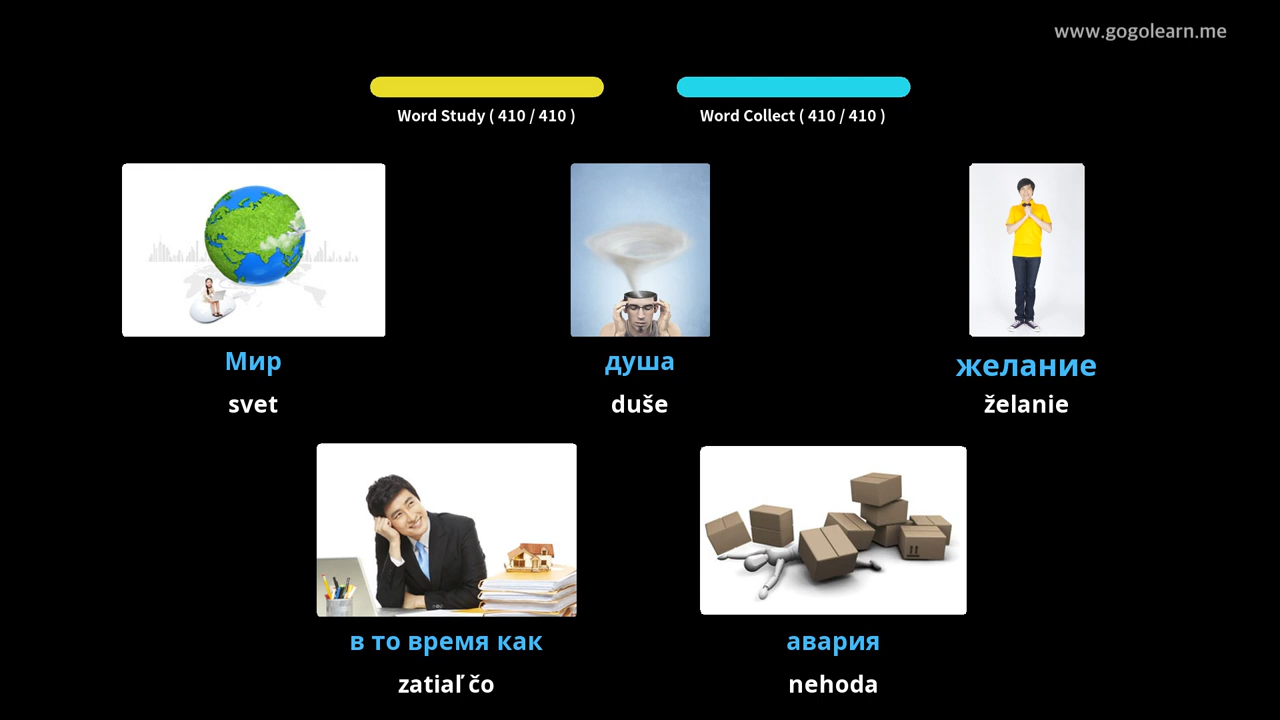 www.gogolearn.me
Word Study ( 410 / 410 )
Word Collect ( 410 / 410 )
Мир
душа
желание
svet
duše
želanie
в то время как
авария
zatiaľ čo
nehoda